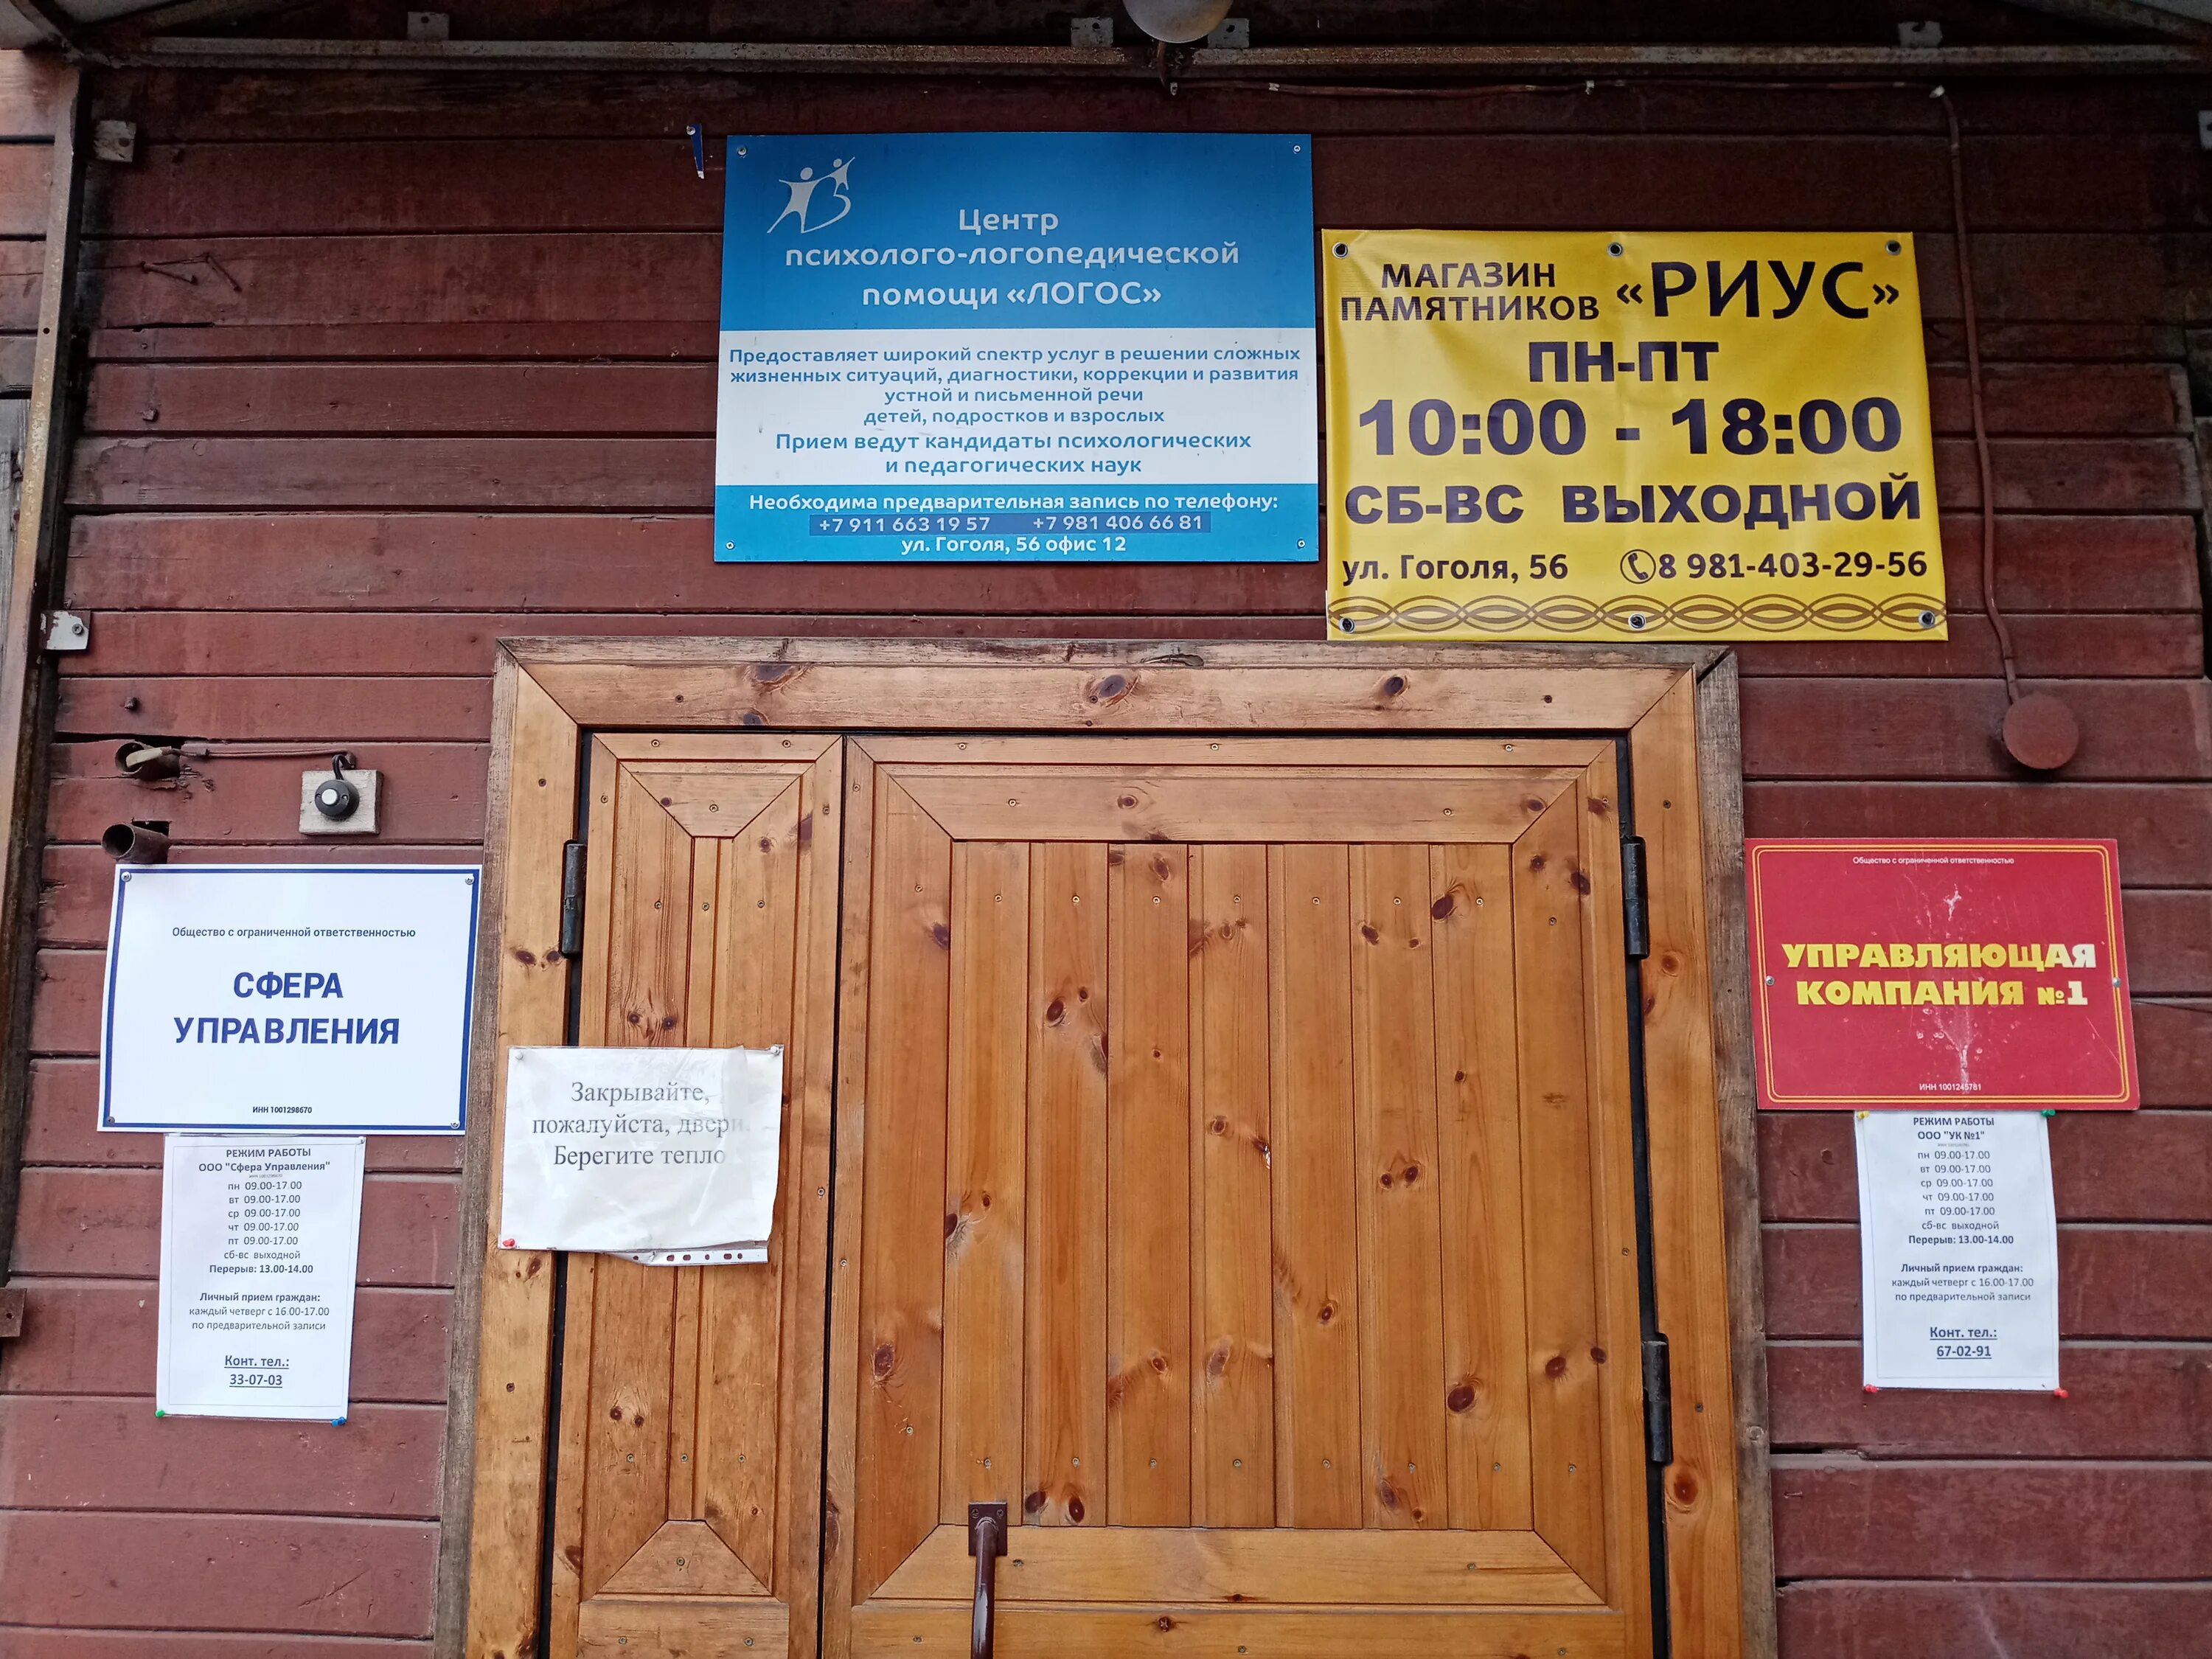 Центр
психолого-логопедической
помощи «ЛОГОС»
Предоставляет широкий спектр услуг в решении сложных
жизненных ситуаций, диагностики, коррекции и развития
устной и письменной речи
детей, подростков и взрослых
Прием ведут кандидаты психологических
и педагогических наук
Необходима предварительная запись по телефону:
+7 911 663 19 57 +7 981 406 66 81
ул. Гоголя, 56 офис 12
МАГАЗИН
ПАМЯТНИКОВ «РИУС»
ПН-ПТ
10:00 - 18:00
СБ-ВС ВЫХОДНОЙ
ул. Гоголя, 56 8 981-403-29-56
Общество с ограниченной ответственностью
СФЕРА
УПРАВЛЕНИЯ
ИНН 1001298670
РЕЖИМ РАБОТЫ
ООО "Сфера Управления"
пн 09.00-17.00
вт 09.00-17.00
ср 09.00-17.00
чт 09.00-17.00
пт 09.00-17.00
сб-вс выходной
Перерыв: 13.00-14.00
Личный прием граждан:
каждый четверг с 16.00-17.00
по предварительной записи
Конт. тел.:
33-07-03
Закрывайте,
пожалуйста, двери.
Берегите тепло
Общество с ограниченной ответственностью
УПРАВЛЯЮЩАЯ
КОМПАНИЯ №1
ИНН 1001245781
РЕЖИМ РАБОТЫ
ООО "УК №1"
пн 09.00-17.00
вт 09.00-17.00
ср 09.00-17.00
чт 09.00-17.00
пт 09.00-17.00
сб-вс выходной
Перерыв: 13.00-14.00
Личный прием граждан:
каждый четверг с 16.00-17.00
по предварительной записи
Конт. тел.:
67-02-91